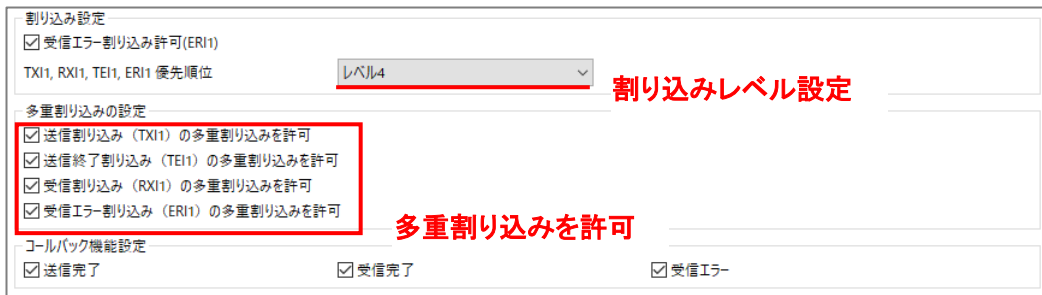 割り込み設定
受信エラー割り込み許可(ERI1)
TXI1, RXI1, TEI1, ERI1 優先順位 レベル4
割り込みレベル設定
多重割り込みの設定
送信割り込み（TXI1）の多重割り込みを許可
送信終了割り込み（TEI1）の多重割り込みを許可
受信割り込み（RXI1）の多重割り込みを許可
受信エラー割り込み（ERI1）の多重割り込みを許可
多重割り込みを許可
コールバック機能設定
送信完了 受信完了 受信エラー